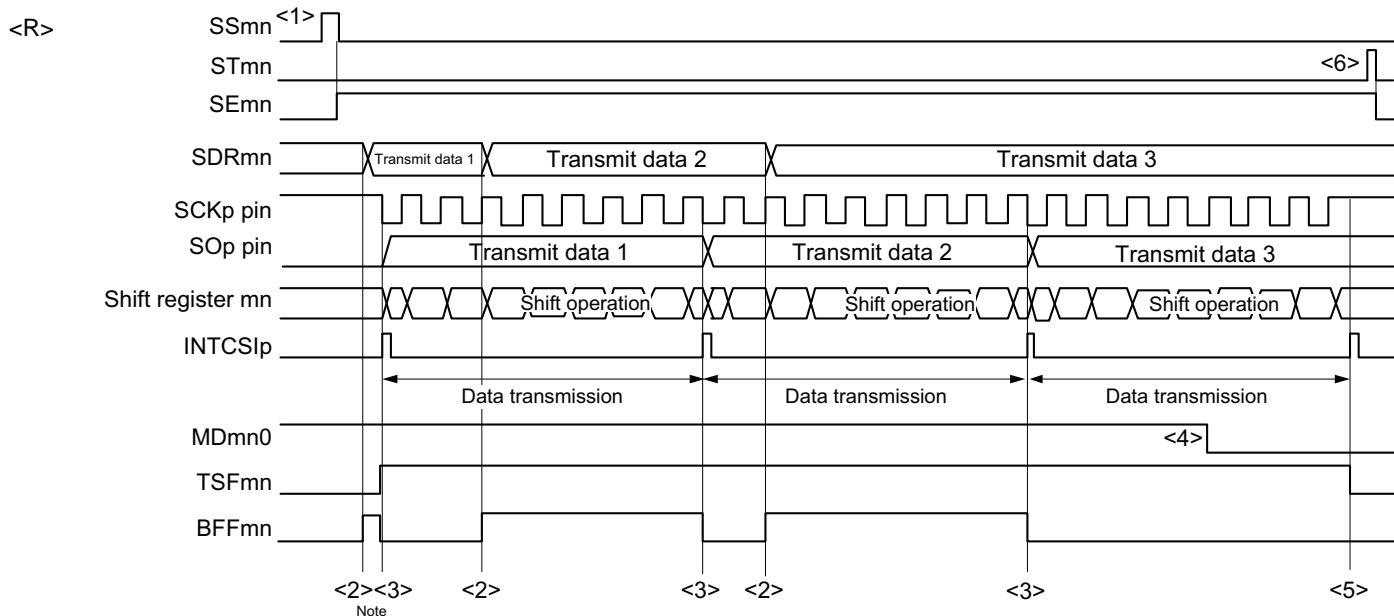 <R>
SSmn <1>
STmn <6>
SEmn
SDRmn Transmit data 1 Transmit data 2 Transmit data 3
SCKp pin
SOp pin Transmit data 1 Transmit data 2 Transmit data 3
Shift register mn Shift operation Shift operation Shift operation
INTCSIp
Data transmission Data transmission Data transmission
MDmn0 <4>
TSFmn
BFFmn
<2> <3> <2> <3> <2> <3> <5>
Note